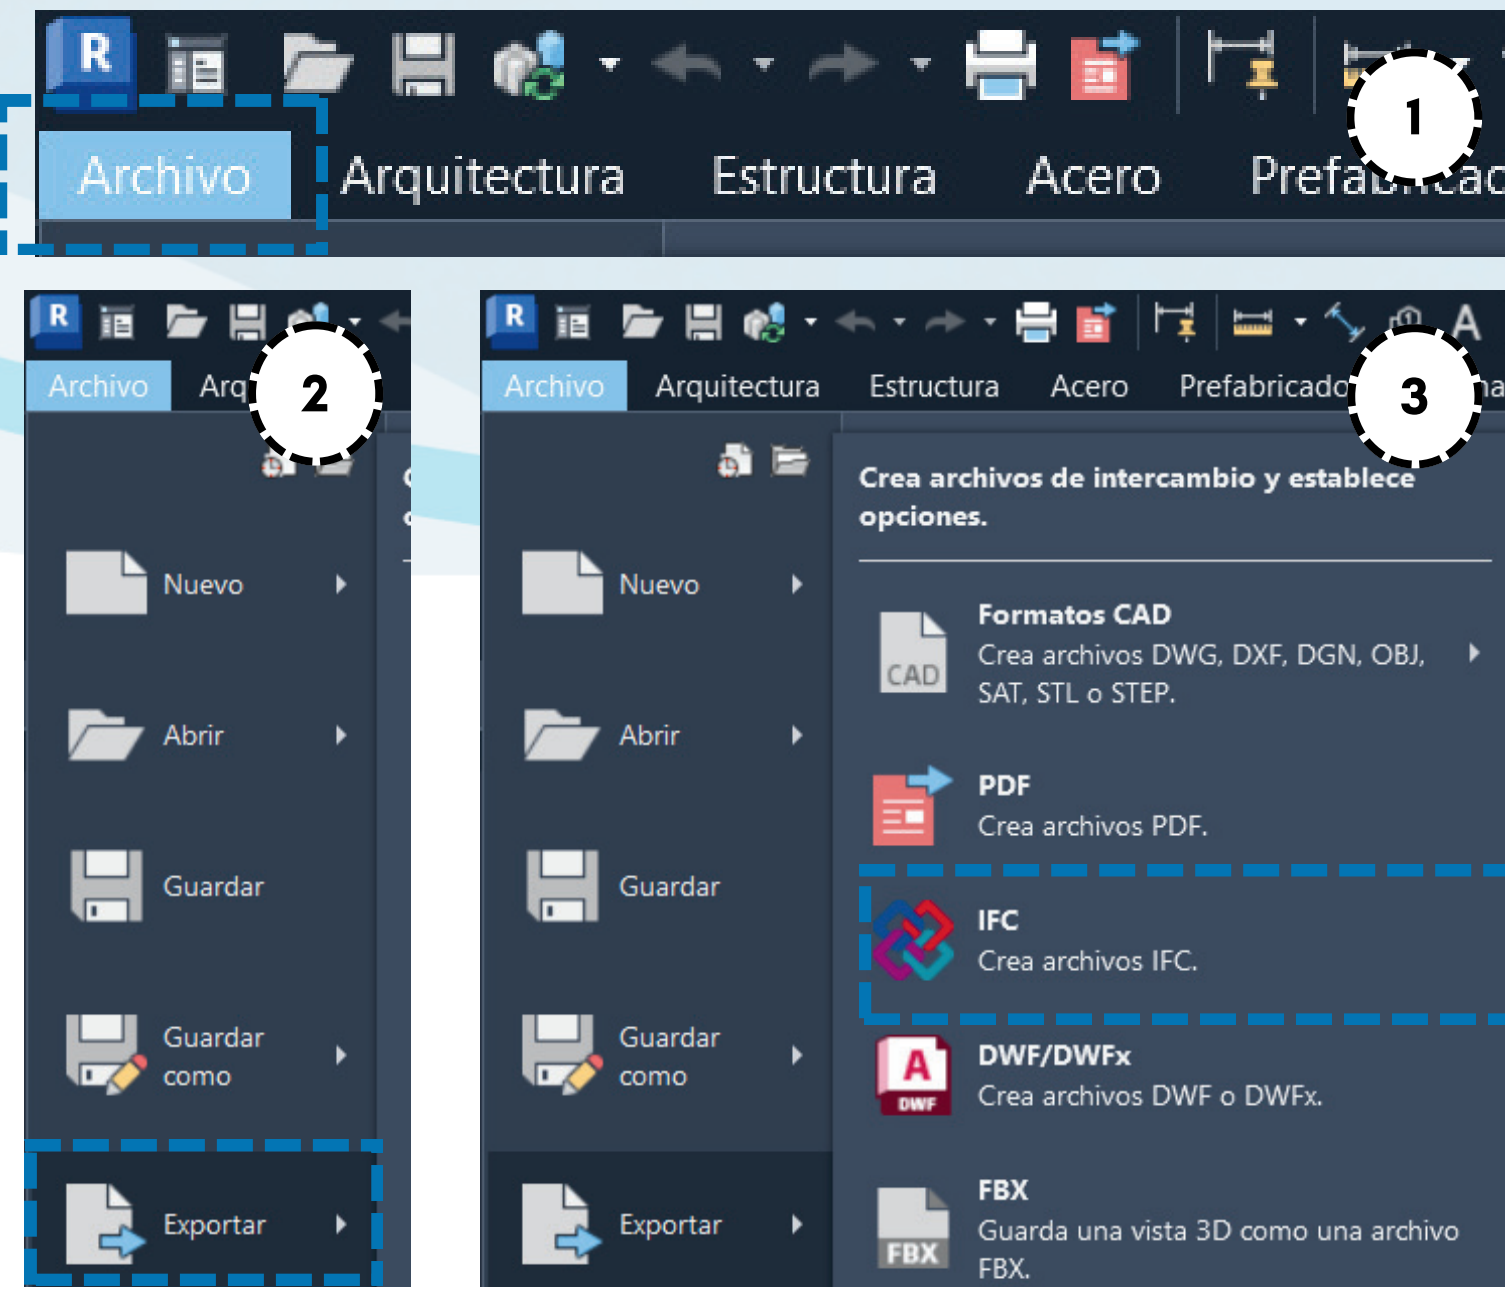 R
Archivo Arquitectura Estructura Acero
1
R
Archivo
2
Nuevo
Abrir
Guardar
Guardar
como
Exportar
R
Archivo Arquitectura Estructura Acero Prefabricado
3
Crea archivos de intercambio y establece
opciones.
Nuevo
Abrir
Guardar
Guardar
como
Exportar
Formatos CAD
Crea archivos DWG, DXF, DGN, OBJ,
SAT, STL o STEP.
CAD
PDF
Crea archivos PDF.
IFC
Crea archivos IFC.
DWF/DWFx
Crea archivos DWF o DWFx.
A
DWF
FBX
Guarda una vista 3D como una archivo
FBX.
FBX